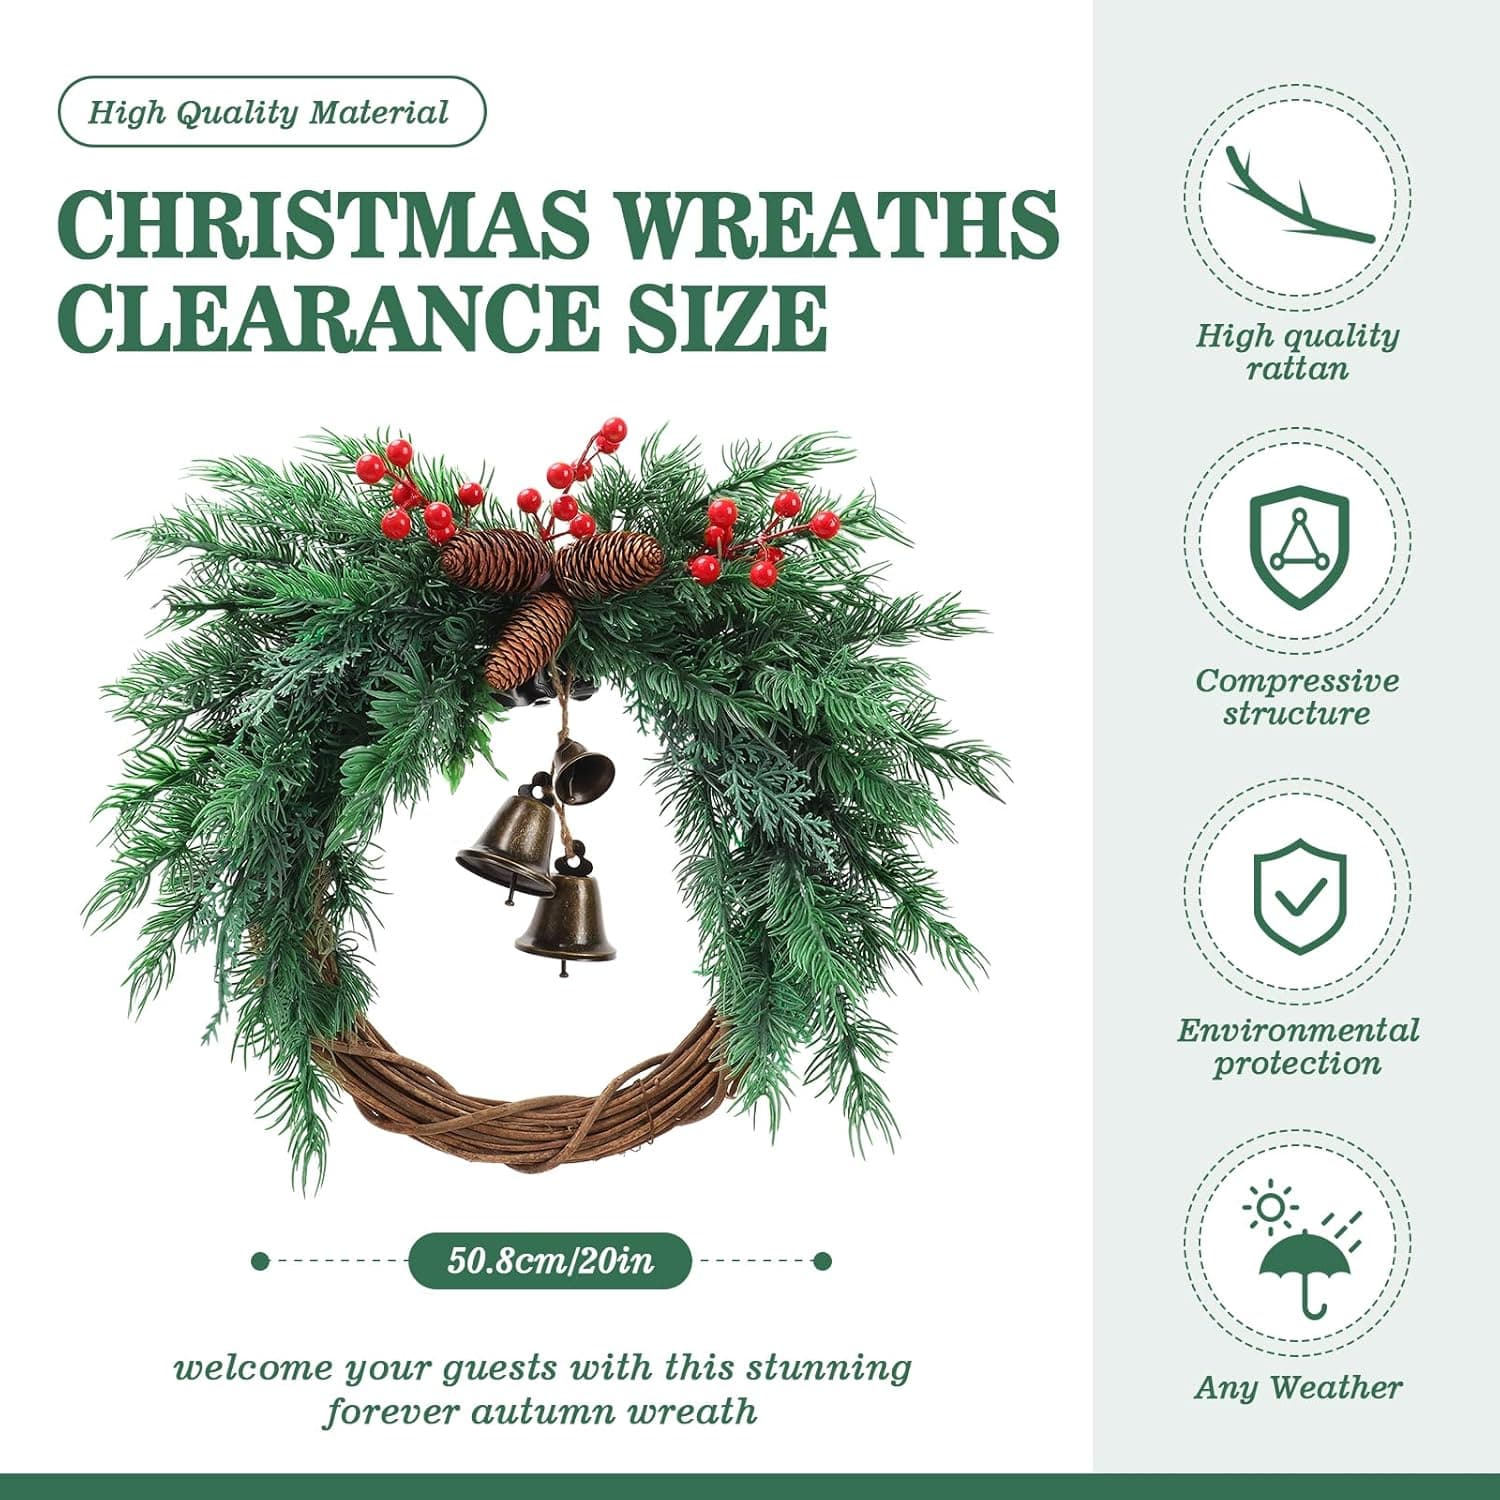 High Quality Material
CHRISTMAS WREATHS
CLEARANCE SIZE
50.8cm/20in
welcome your guests with this stunning
forever autumn wreath
High quality
rattan
Compressive
structure
Environmental
protection
Any Weather